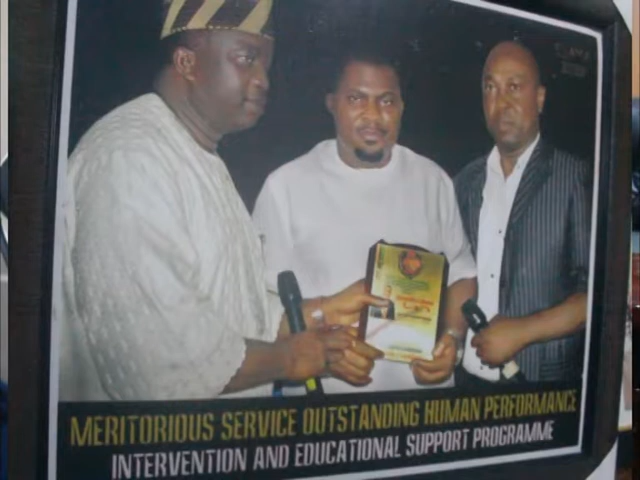 MERITORIOUS SERVICE OUTSTANDING HUMAN PERFORMANCE
INTERVENTION AND EDUCATIONAL SUPPORT PROGRAMME